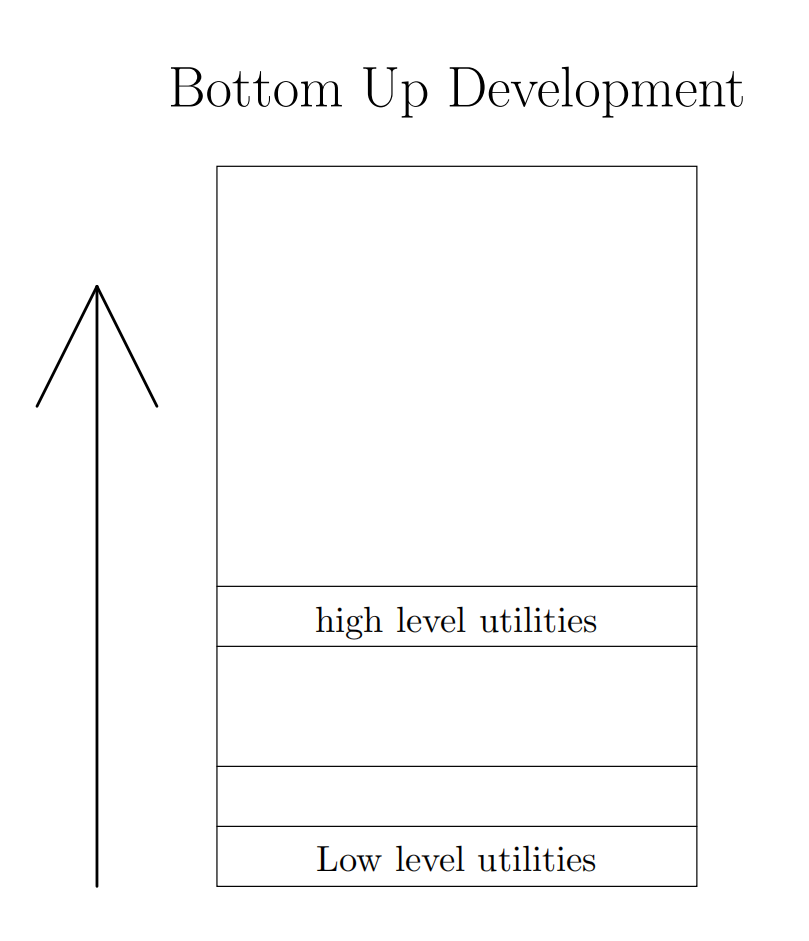 Bottom Up Development
high level utilities
Low level utilities